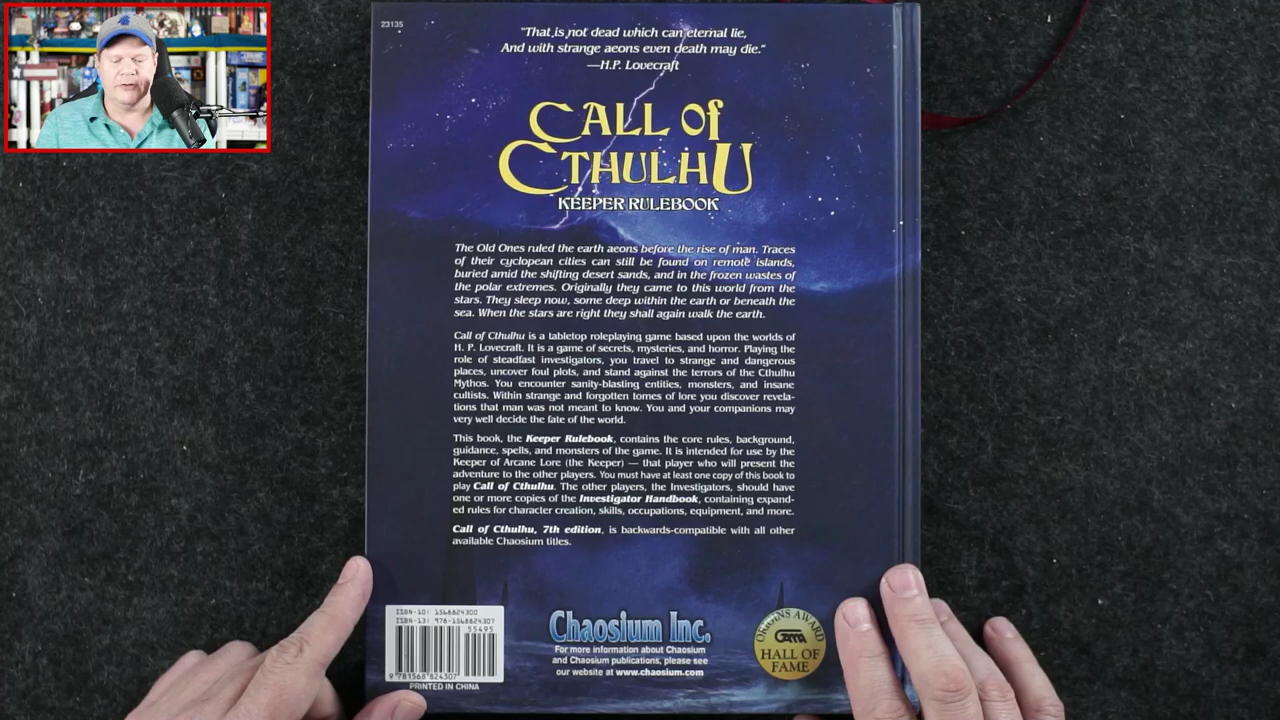 23135
"That is not dead which can eternal lie,
And with strange aeons even death may die."
—H.P. Lovecraft
CALL of
CTHULHU
KEEPER RULEBOOK
The Old Ones ruled the earth aeons before the rise of man. Traces
of their cyclopean cities can still be found on remote islands,
buried amid the shifting desert sands, and in the frozen wastes of
the polar extremes. Originally they came to this world from the
stars. They sleep now, some deep within the earth or beneath the
sea. When the stars are right they shall again walk the earth.
Call of Cthulhu is a tabletop roleplaying game based upon the worlds of
H. P. Lovecraft. It is a game of secrets, mysteries, and horror. Playing the
role of steadfast investigators, you travel to strange and dangerous
places, uncover foul plots, and stand against the terrors of the Cthulhu
Mythos. You encounter sanity-blasting entities, monsters, and insane
cultists. Within strange and forgotten tomes of lore you discover revela-
tions that man was not meant to know. You and your companions may
very well decide the fate of the world.
This book, the Keeper Rulebook, contains the core rules, background,
guidance, spells, and monsters of the game. It is intended for use by the
Keeper of Arcane Lore (the Keeper) — that player who will present the
adventure to the other players. You must have at least one copy of this book to
play Call of Cthulhu. The other players, the Investigators, should have
one or more copies of the Investigator Handbook, containing expand-
ed rules for character creation, skills, occupations, equipment, and more.
Call of Cthulhu, 7th edition, is backwards-compatible with all other
available Chaosium titles.
ISBN-10: 1568824300
ISBN-13: 978-1568824307
55495
9 781568 824307
PRINTED IN CHINA
Chaosium Inc.
For more information about Chaosium
and Chaosium publications, please see
our website at www.chaosium.com
ORIGINS AWARD
GAMA
HALL OF
FAME